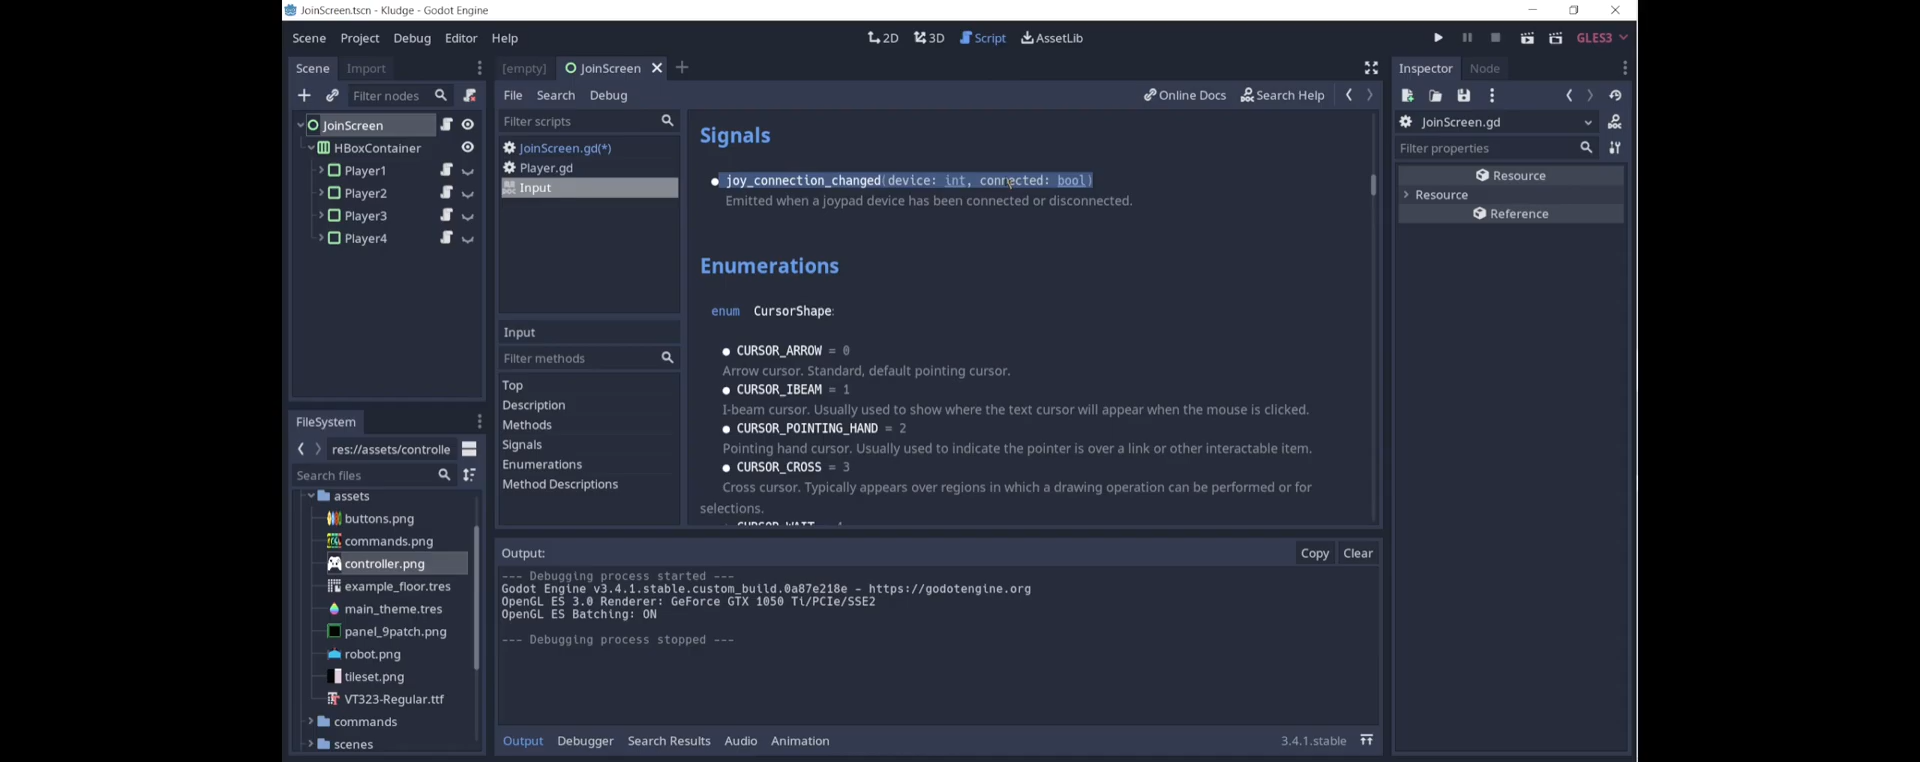 JoinScreen.tscn - Kludge - Godot Engine
Scene Project Debug Editor Help
2D 3D Script AssetLib
GLES3
Scene Import
Filter nodes
JoinScreen
HBoxContainer
Player1
Player2
Player3
Player4
FileSystem
res://assets/controlle
Search files
assets
buttons.png
commands.png
controller.png
example_floor.tres
main_theme.tres
panel_9patch.png
robot.png
tileset.png
VT323-Regular.ttf
commands
scenes
[empty] JoinScreen
File Search Debug
Online Docs Search Help
Filter scripts
JoinScreen.gd(*)
Player.gd
Input
Input
Filter methods
Top
Description
Methods
Signals
Enumerations
Method Descriptions
Signals
joy_connection_changed(device: int, connected: bool)
Emitted when a joypad device has been connected or disconnected.
Enumerations
enum CursorShape:
CURSOR_ARROW = 0
Arrow cursor. Standard, default pointing cursor.
CURSOR_IBEAM = 1
I-beam cursor. Usually used to show where the text cursor will appear when the mouse is clicked.
CURSOR_POINTING_HAND = 2
Pointing hand cursor. Usually used to indicate the pointer is over a link or other interactable item.
CURSOR_CROSS = 3
Cross cursor. Typically appears over regions in which a drawing operation can be performed or for
selections.
Output:
Copy Clear
--- Debugging process started ---
Godot Engine v3.4.1.stable.custom_build.0a87e218e - https://godotengine.org
OpenGL ES 3.0 Renderer: GeForce GTX 1050 Ti/PCIe/SSE2
OpenGL ES Batching: ON
--- Debugging process stopped ---
Output Debugger Search Results Audio Animation
3.4.1.stable
Inspector Node
JoinScreen.gd
Filter properties
Resource
Resource
Reference